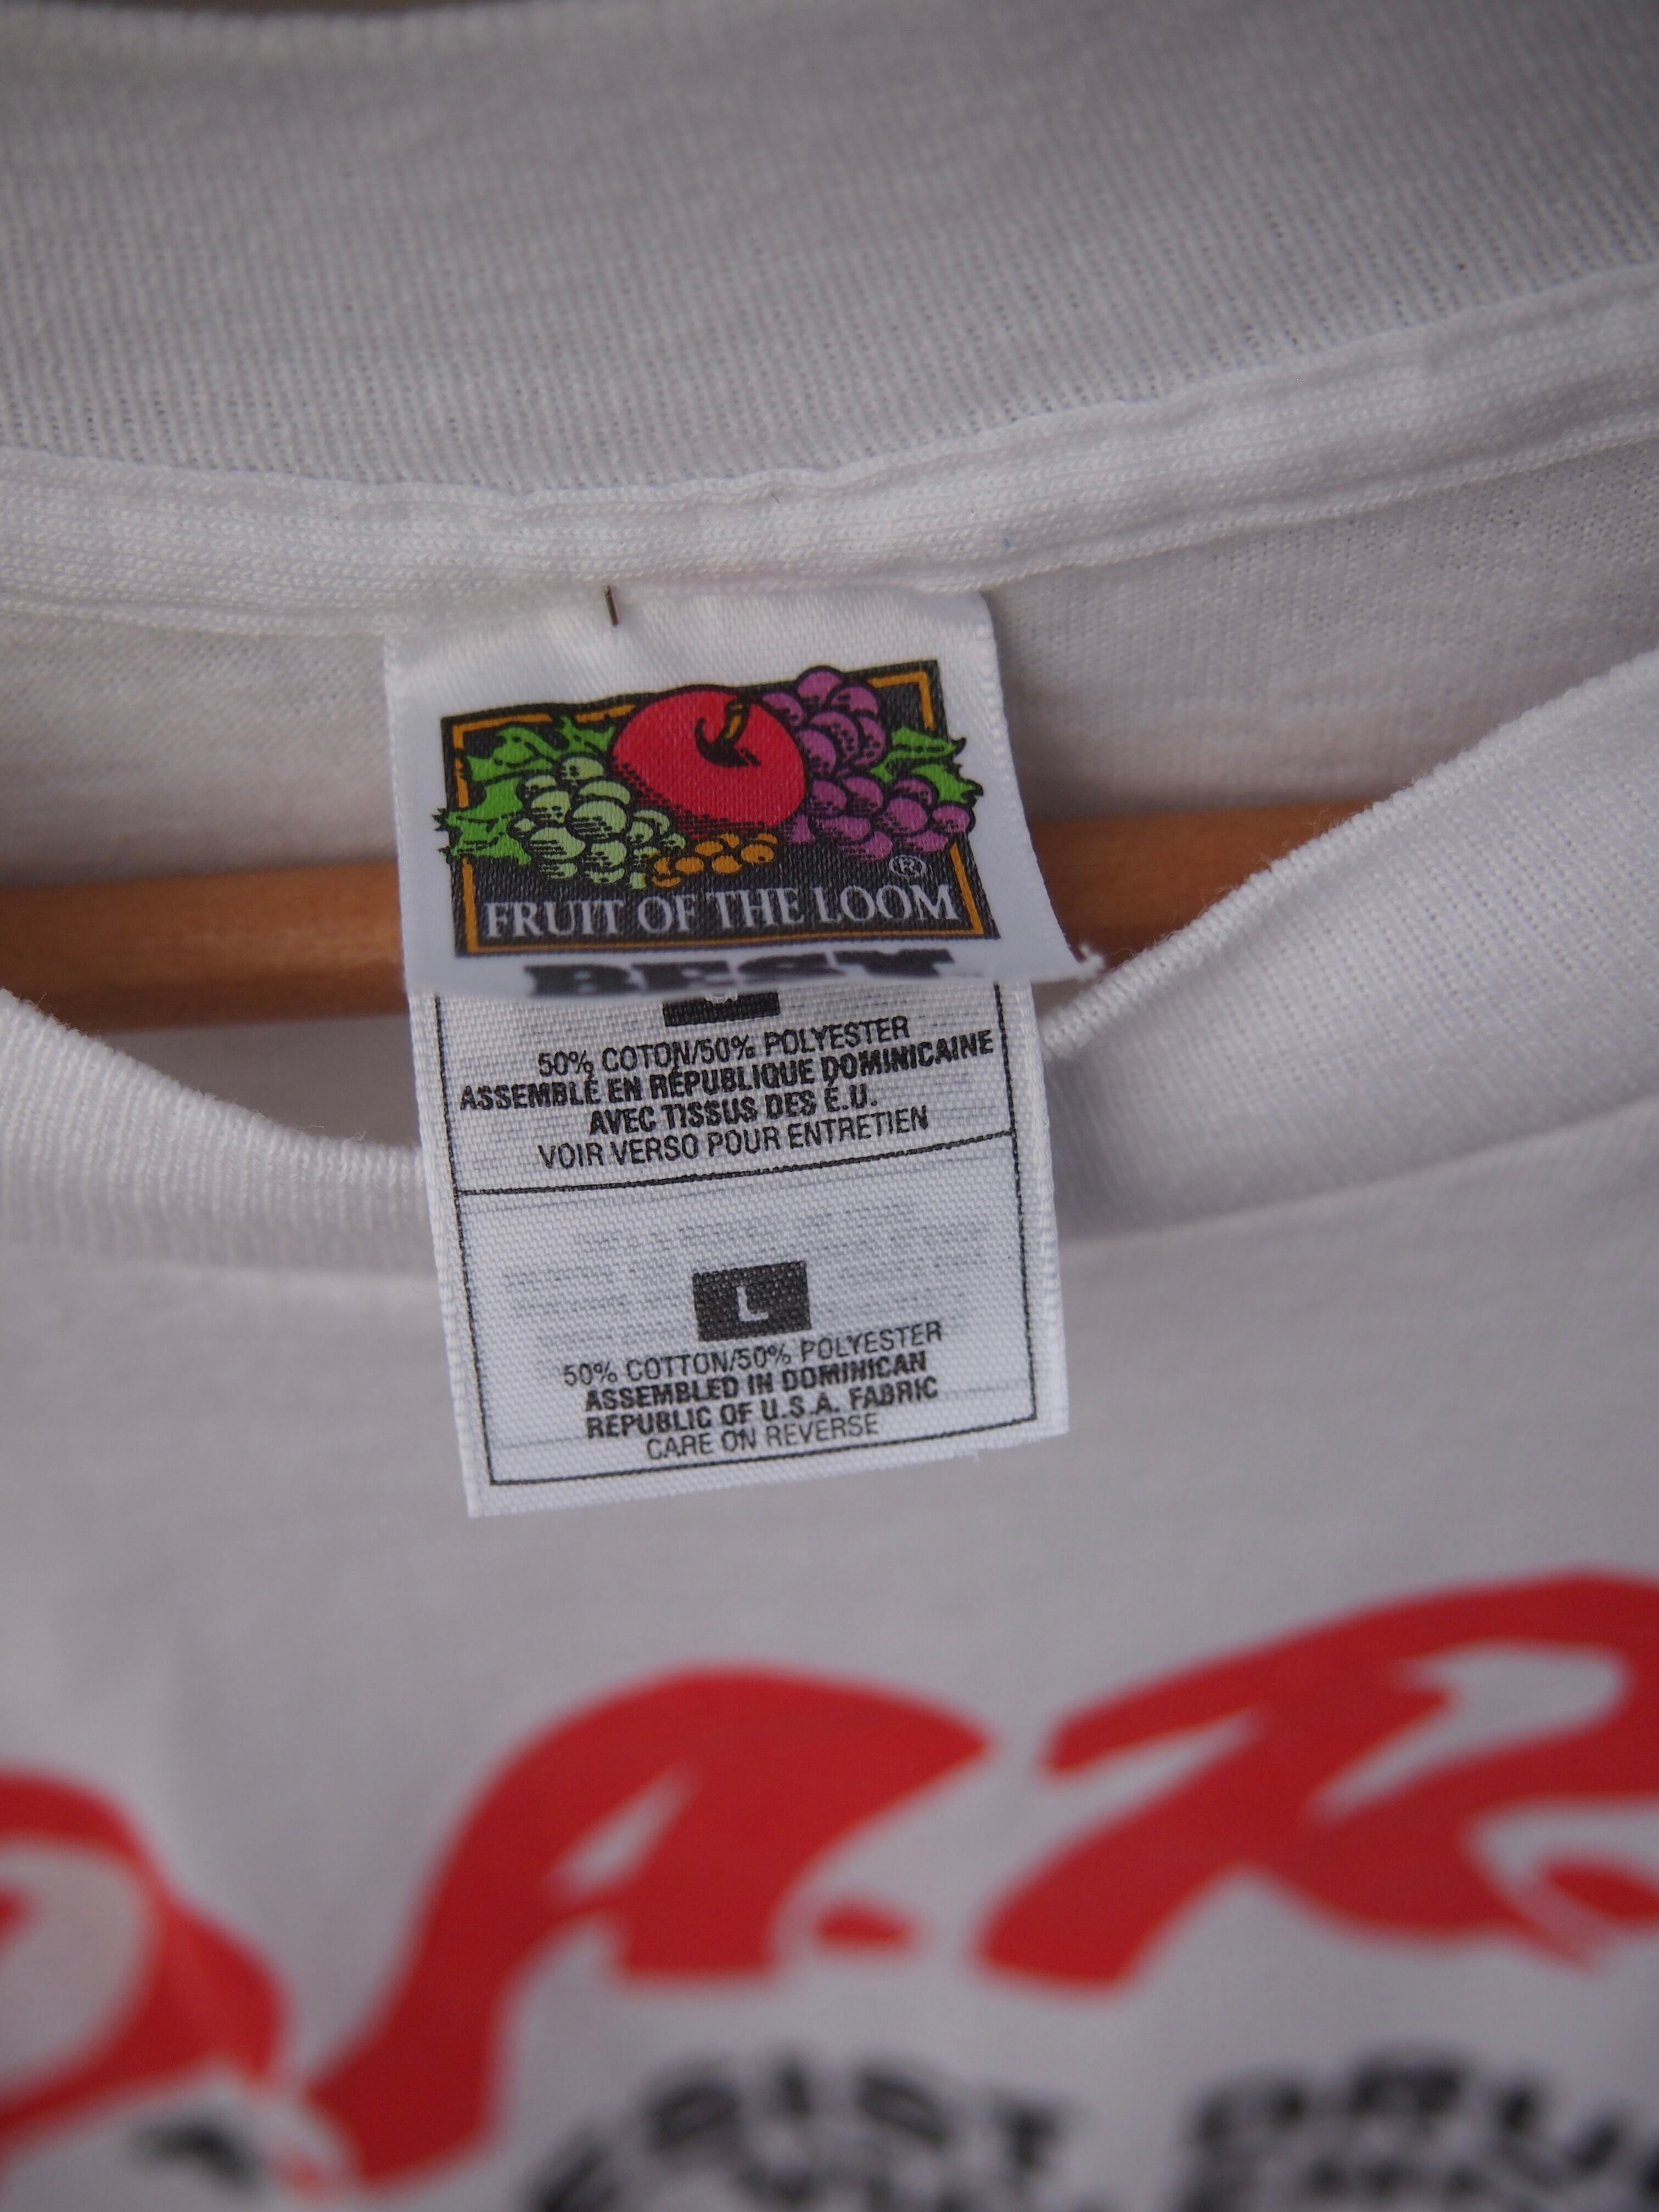 ®
FRUIT OF THE LOOM
BEST
50% COTON/50% POLYESTER
ASSEMBLÉ EN RÉPUBLIQUE DOMINICAINE
AVEC TISSUS DES É.U.
VOIR VERSO POUR ENTRETIEN
L
50% COTTON/50% POLYESTER
ASSEMBLED IN DOMINICAN
REPUBLIC OF U.S.A. FABRIC
CARE ON REVERSE
D.A.R.